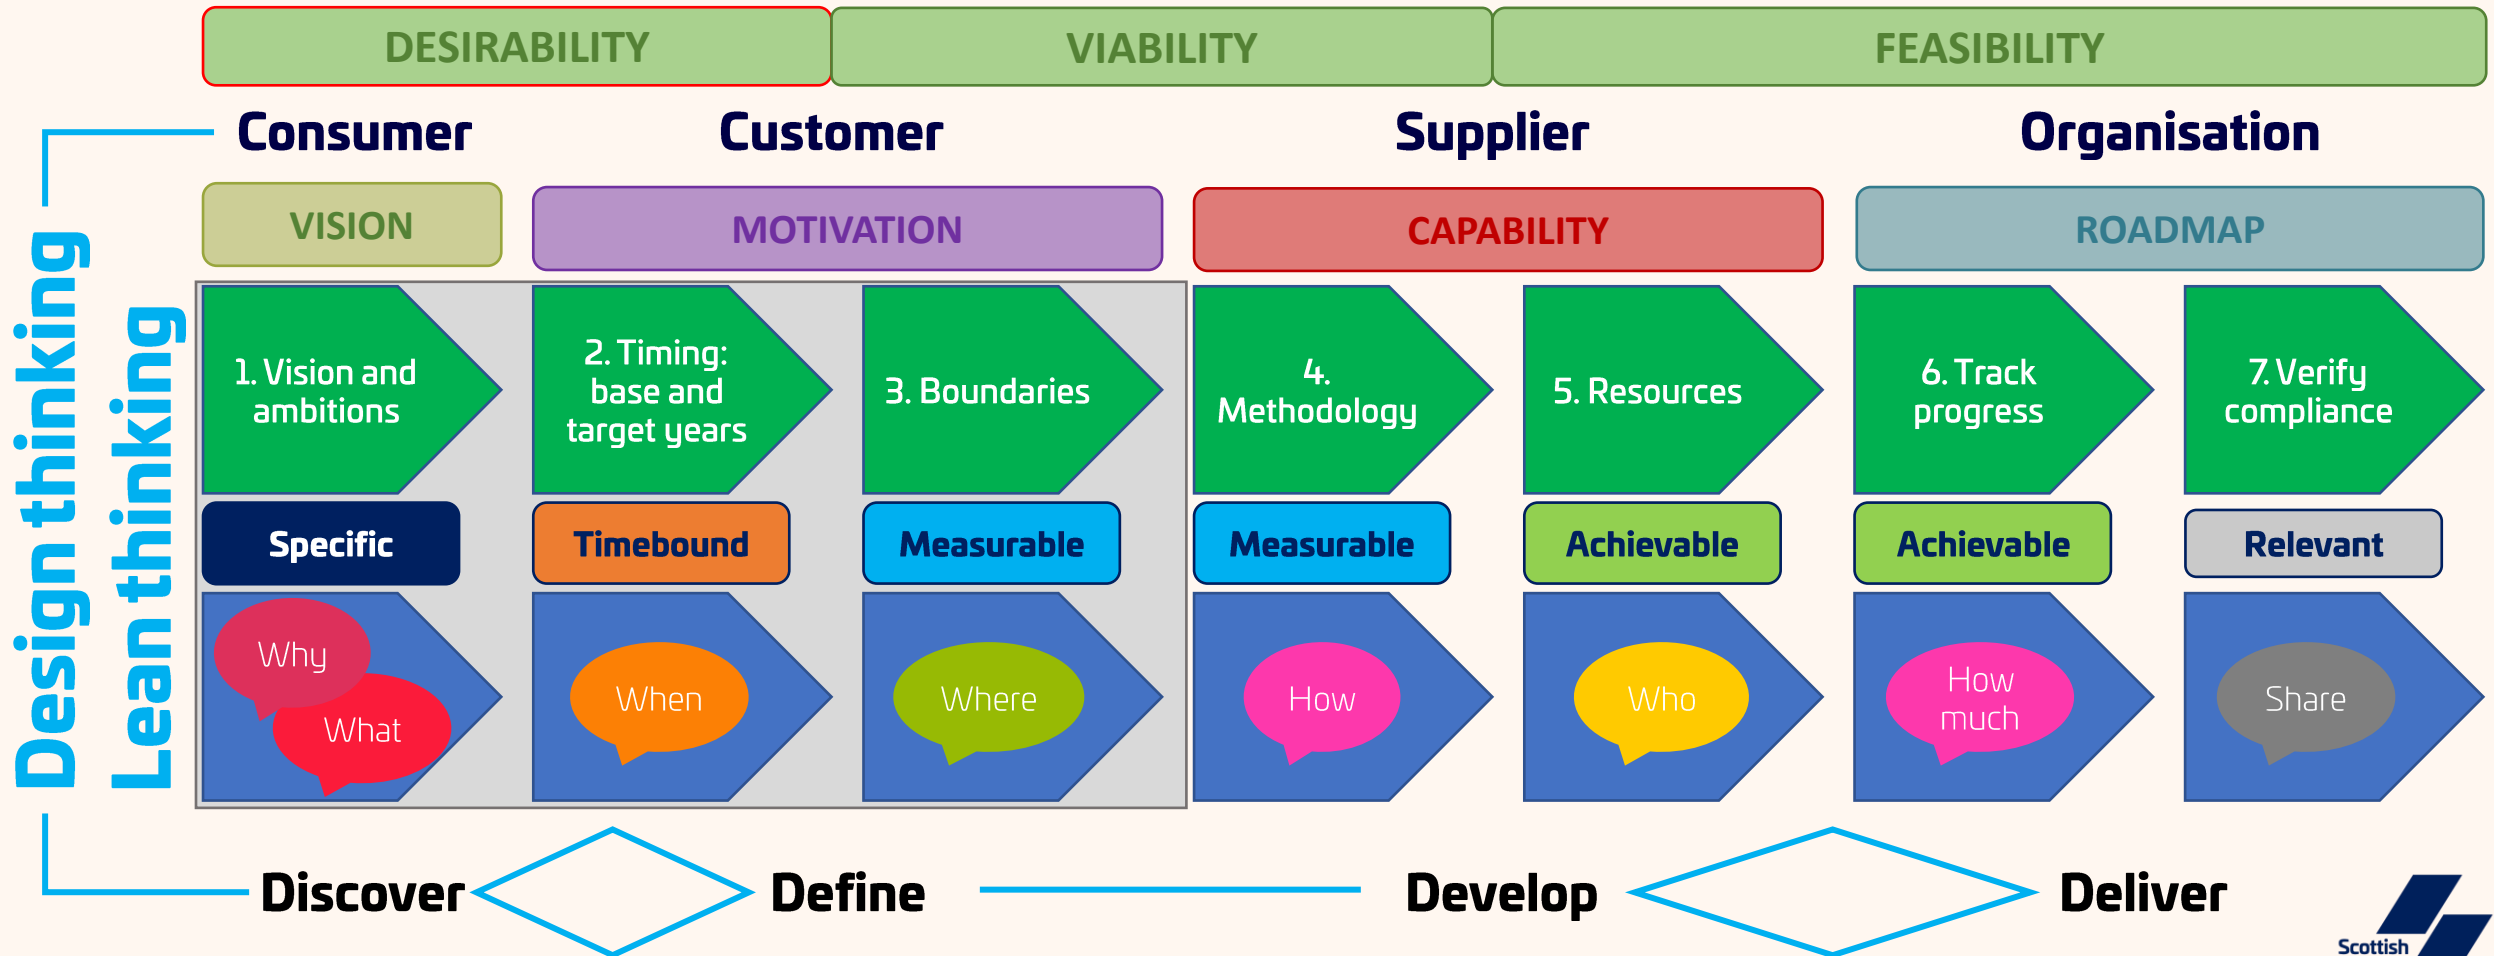 DESIRABILITY
VIABILITY
FEASIBILITY
Consumer
Customer
Supplier
Organisation
VISION
MOTIVATION
CAPABILITY
ROADMAP
Design thinking
Lean thinking
1. Vision and
ambitions
2. Timing:
base and
target years
3. Boundaries
4.
Methodology
5. Resources
6. Track
progress
7. Verify
compliance
Specific
Timebound
Measurable
Measurable
Achievable
Achievable
Relevant
Why
What
When
Where
How
Who
How
much
Share
Discover
Define
Develop
Deliver
Scottish